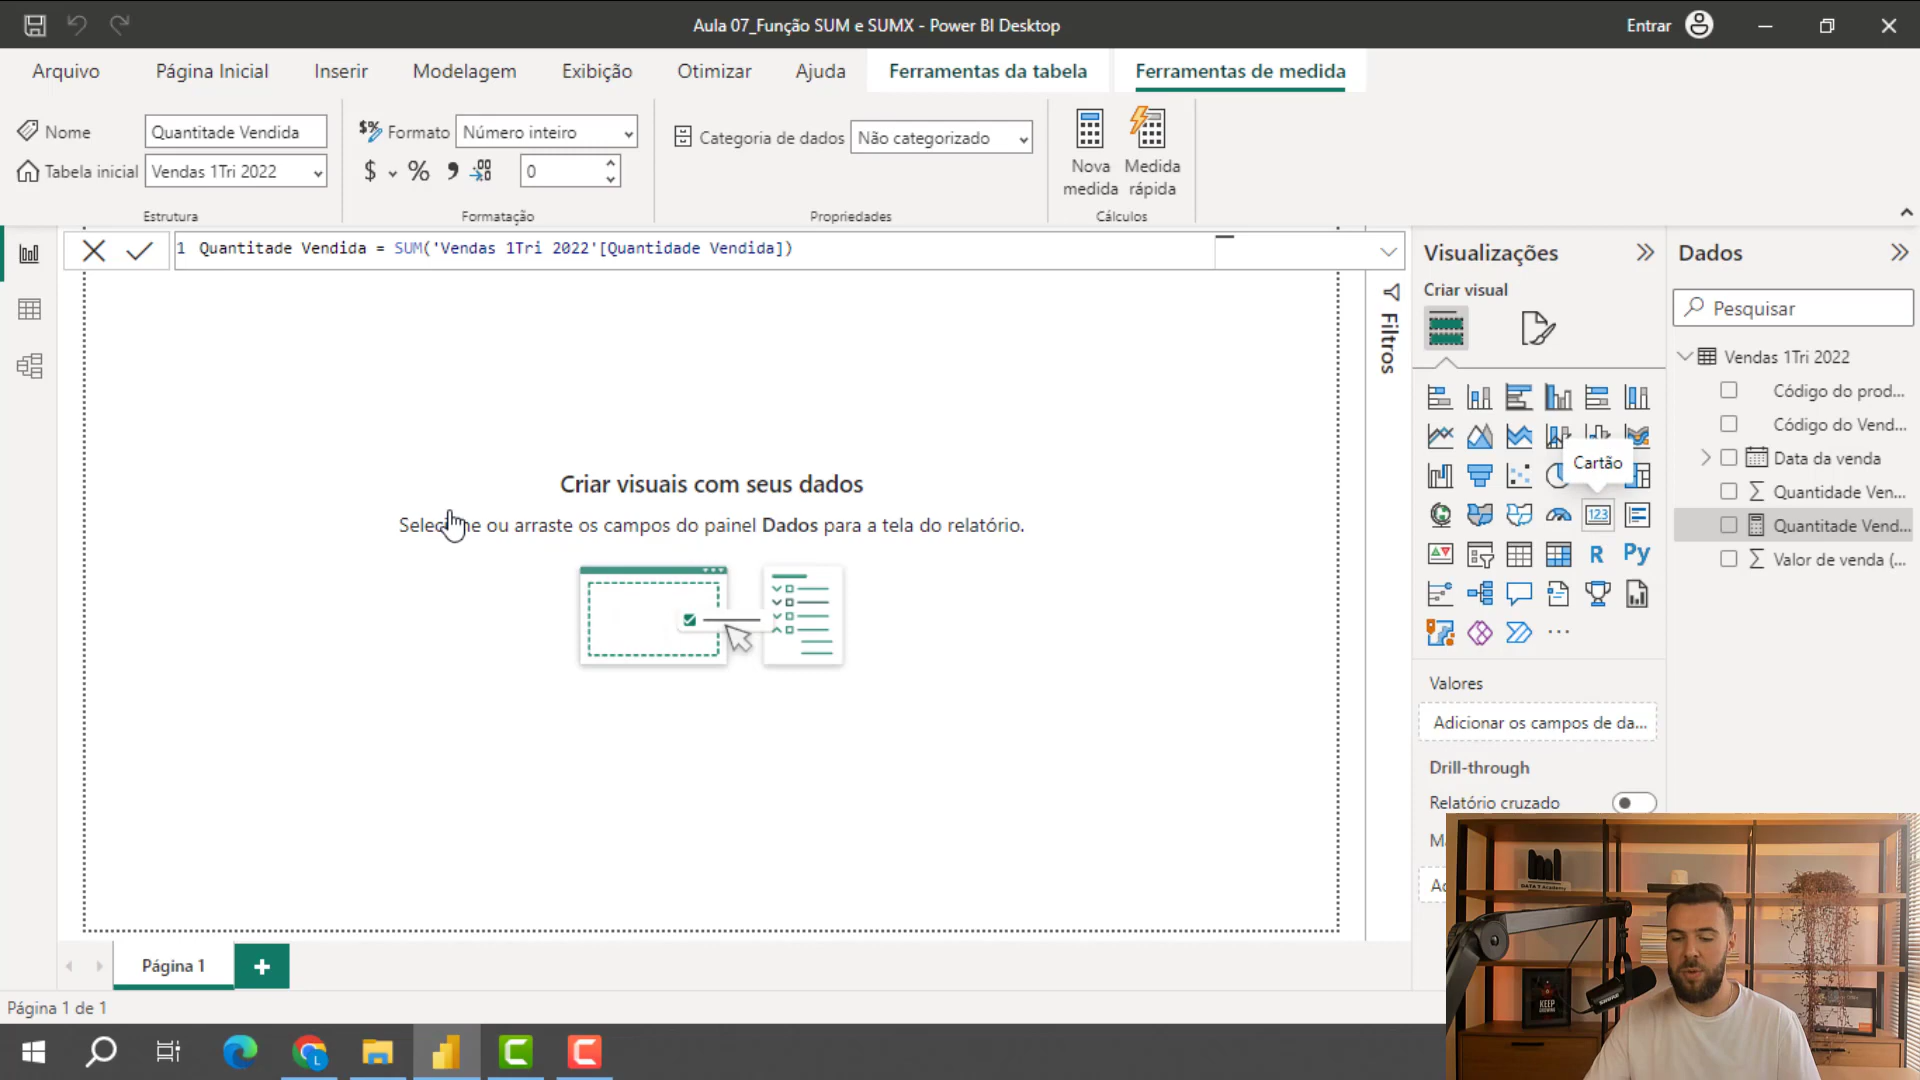 Aula 07_Função SUM e SUMX - Power BI Desktop
Entrar
Arquivo
Página Inicial
Inserir
Modelagem
Exibição
Otimizar
Ajuda
Ferramentas da tabela
Ferramentas de medida
Nome
Quantitade Vendida
Tabela inicial
Vendas 1Tri 2022
Estrutura
Formato
Número inteiro
$
%
0
Formatação
Categoria de dados
Não categorizado
Propriedades
Nova
medida
Medida
rápida
Cálculos
1 Quantitade Vendida = SUM('Vendas 1Tri 2022'[Quantidade Vendida])
Criar visuais com seus dados
Selecione ou arraste os campos do painel Dados para a tela do relatório.
Filtros
Visualizações
Criar visual
Cartão
123
R
Py
Valores
Adicionar os campos de da...
Drill-through
Relatório cruzado
Dados
Pesquisar
Vendas 1Tri 2022
Código do prod...
Código do Vend...
Data da venda
Quantidade Ven...
Quantitade Vend...
Valor de venda (...
Página 1
Página 1 de 1
DATA Academy
KEEP
SHURE